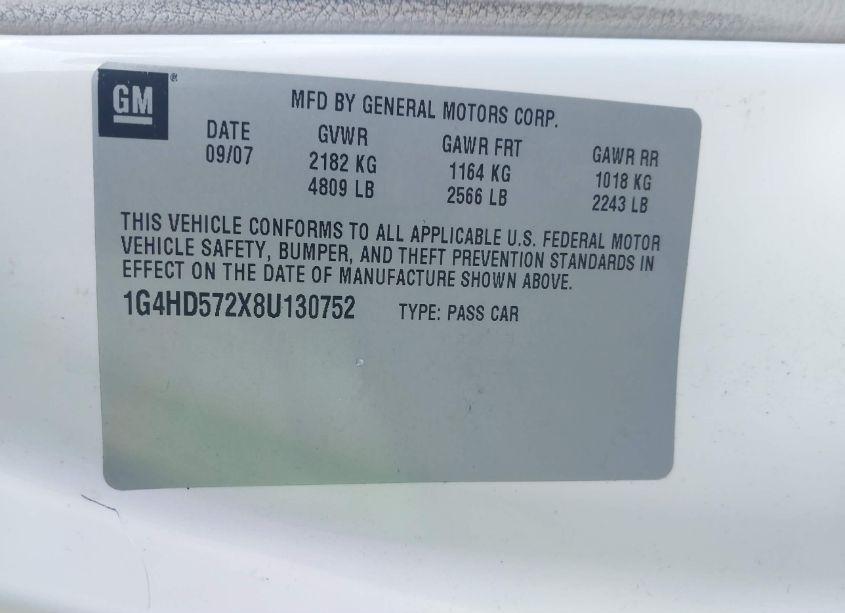 GM ®
MFD BY GENERAL MOTORS CORP.
DATE GVWR GAWR FRT GAWR RR
09/07 2182 KG 1164 KG 1018 KG
4809 LB 2566 LB 2243 LB
THIS VEHICLE CONFORMS TO ALL APPLICABLE U.S. FEDERAL MOTOR
VEHICLE SAFETY, BUMPER, AND THEFT PREVENTION STANDARDS IN
EFFECT ON THE DATE OF MANUFACTURE SHOWN ABOVE.
1G4HD572X8U130752 TYPE: PASS CAR